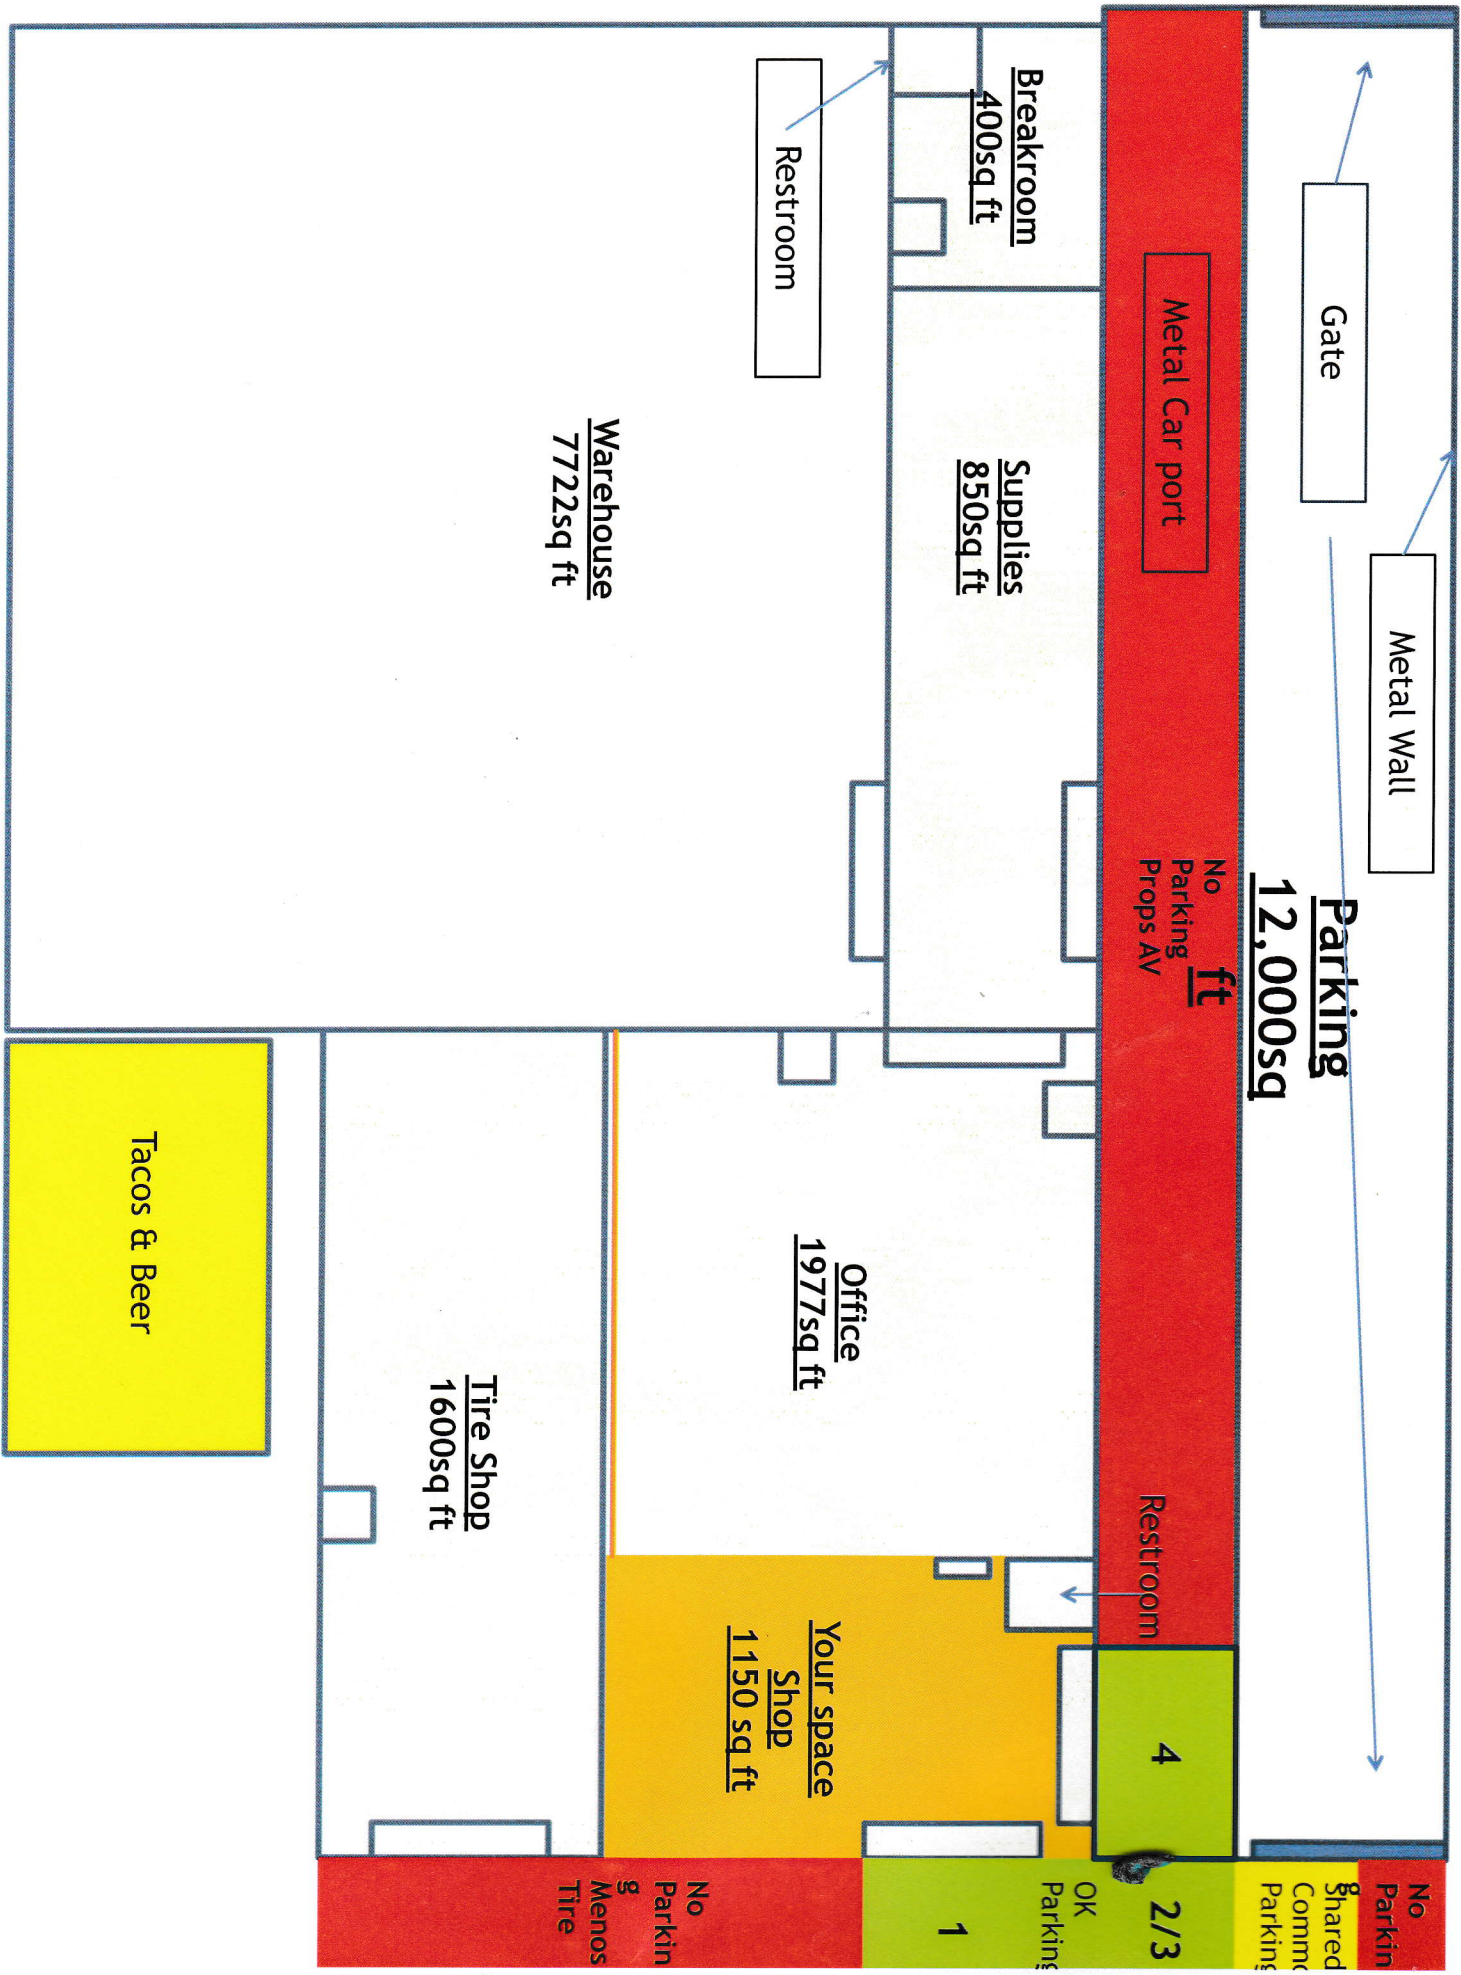 Metal Wall
Gate
Parking
12,000sq
ft
No
Parkin
g
Shared
Commo
Parking
No
Parking
Props AV
Metal Car port
Restroom
4
2/3
OK
Parking
1
Breakroom
400sq ft
Supplies
850sq ft
Restroom
Office
1977sq ft
Your space
Shop
1150 sq ft
No
Parkin
g
Menos
Tire
Warehouse
7722sq ft
Tire Shop
1600sq ft
Tacos & Beer